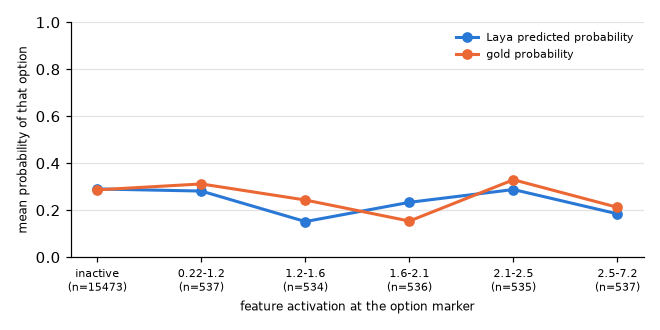 Laya predicted probability
gold probability
mean probability of that option
1.0
0.8
0.6
0.4
0.2
0.0
inactive
(n=15473)
0.22-1.2
(n=537)
1.2-1.6
(n=534)
1.6-2.1
(n=536)
2.1-2.5
(n=535)
2.5-7.2
(n=537)
feature activation at the option marker